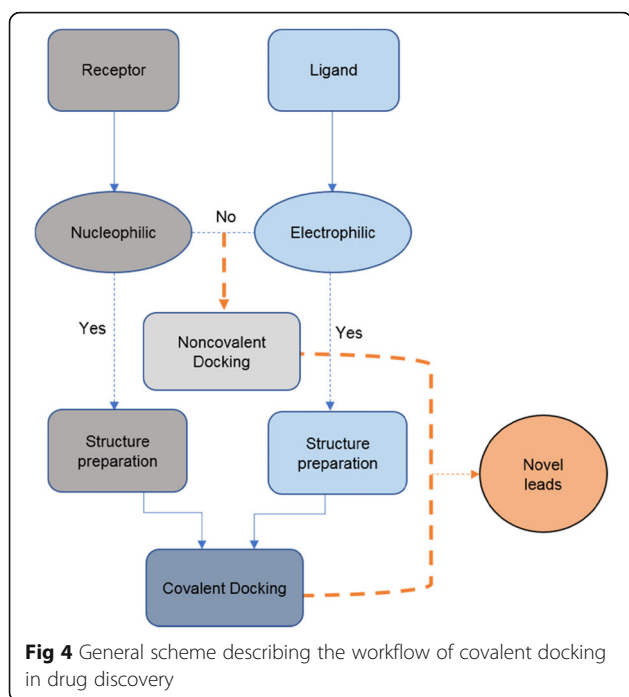 Receptor
Ligand
No
Nucleophilic
Electrophilic
Yes
Noncovalent
Docking
Yes
Structure
preparation
Structure
preparation
Novel
leads
Covalent Docking
Fig 4 General scheme describing the workflow of covalent docking
in drug discovery